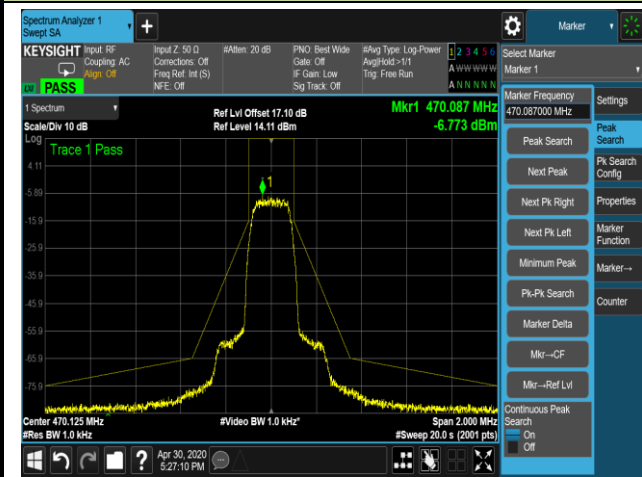 Spectrum Analyzer 1
Swept SA
+
Marker
KEYSIGHT
Input: RF
Coupling: AC
Align: Off
Input Z: 50 Ω
Corrections: Off
Freq Ref: Int (S)
NFE: Off
#Atten: 20 dB
PNO: Best Wide
Gate: Off
IF Gain: Low
Sig Track: Off
#Avg Type: Log-Power
Avg|Hold:>1/1
Trig: Free Run
1 2 3 4 5 6
A W W W W W
A N N N N N
LXI
PASS
Select Marker
Marker 1
1 Spectrum
Scale/Div 10 dB
Ref Lvl Offset 17.10 dB
Ref Level 14.11 dBm
Mkr1 470.087 MHz
-6.773 dBm
Log
Trace 1 Pass
1
4.11
-5.89
-15.9
-25.9
-35.9
-45.9
-55.9
-65.9
-75.9
Center 470.125 MHz
#Res BW 1.0 kHz
#Video BW 1.0 kHz*
Span 2.000 MHz
#Sweep 20.0 s (2001 pts)
Marker Frequency
470.087000 MHz
Peak Search
Next Peak
Next Pk Right
Next Pk Left
Minimum Peak
Pk-Pk Search
Marker Delta
Mkr→CF
Mkr→Ref Lvl
Continuous Peak
Search
On
Off
Settings
Peak
Search
Pk Search
Config
Properties
Marker
Function
Marker→
Counter
?
Apr 30, 2020
5:27:10 PM